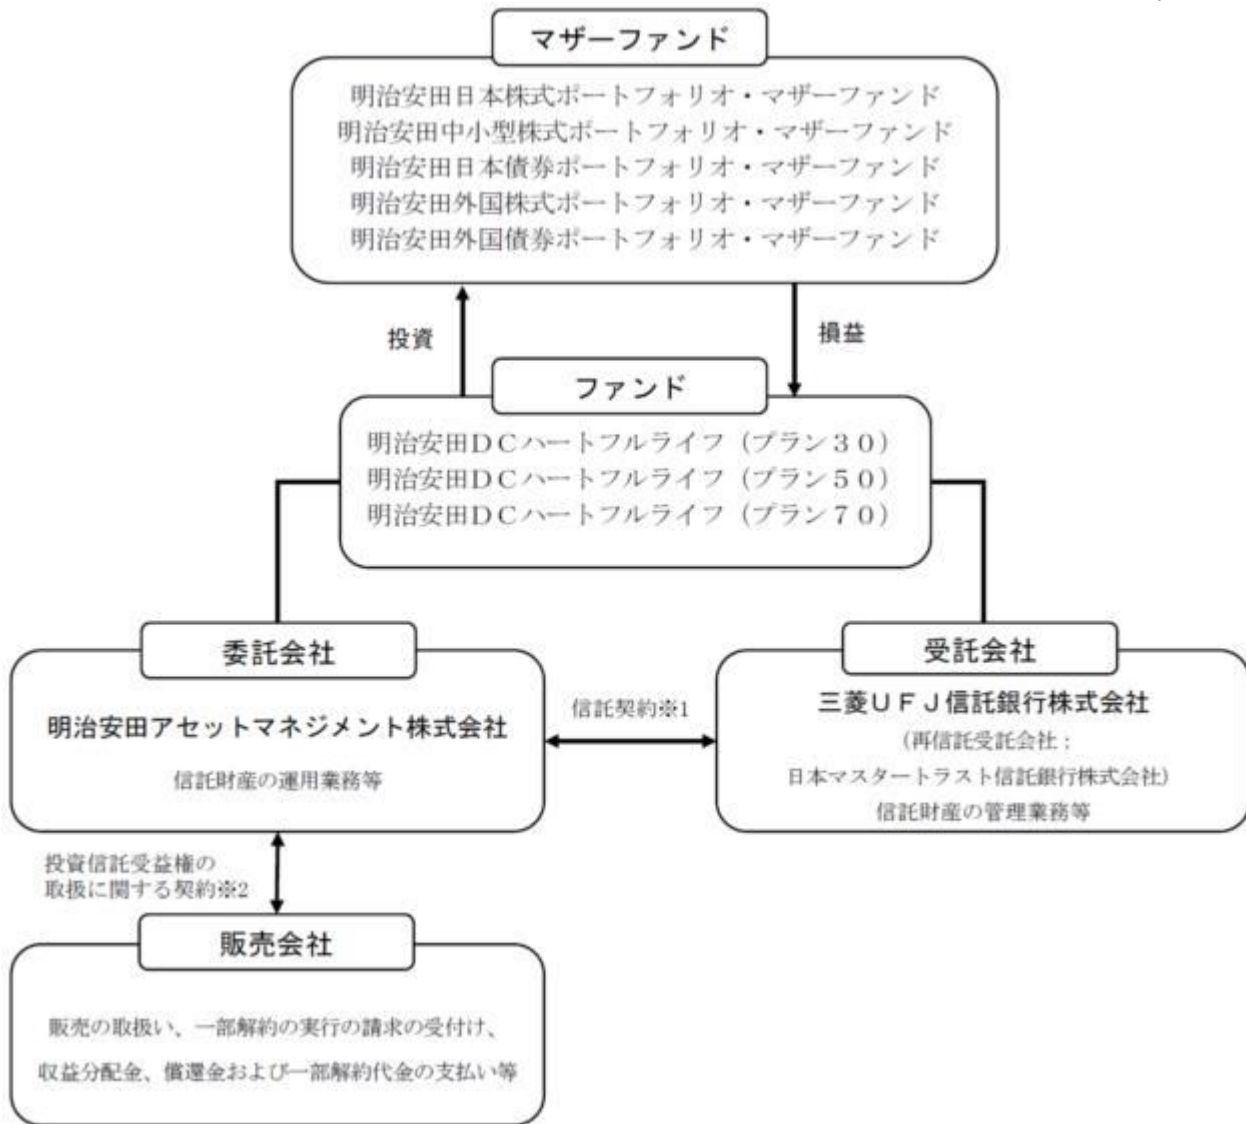 マザーファンド
明治安田日本株式ポートフォリオ・マザーファンド
明治安田中小型株式ポートフォリオ・マザーファンド
明治安田日本債券ポートフォリオ・マザーファンド
明治安田外国株式ポートフォリオ・マザーファンド
明治安田外国債券ポートフォリオ・マザーファンド
投資
損益
ファンド
明治安田ＤＣハートフルライフ（プラン３０）
明治安田ＤＣハートフルライフ（プラン５０）
明治安田ＤＣハートフルライフ（プラン７０）
委託会社
明治安田アセットマネジメント株式会社
信託財産の運用業務等
信託契約※1
受託会社
三菱ＵＦＪ信託銀行株式会社
（再信託受託会社；
日本マスタートラスト信託銀行株式会社）
信託財産の管理業務等
投資信託受益権の
取扱に関する契約※2
販売会社
販売の取扱い、一部解約の実行の請求の受付け、
収益分配金、償還金および一部解約代金の支払い等